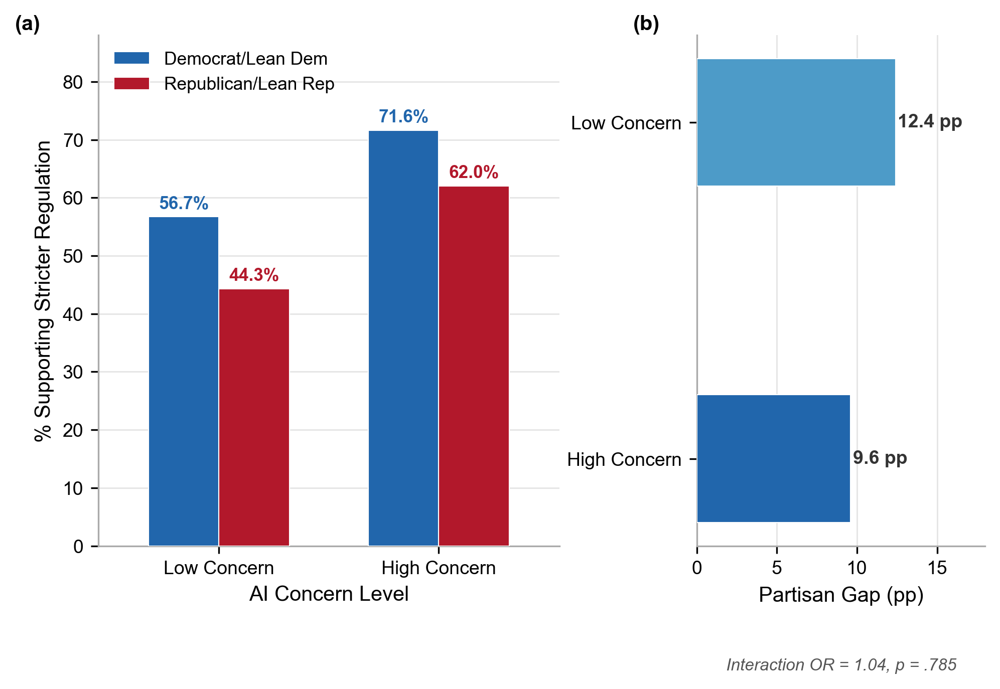 (a)
Democrat/Lean Dem
Republican/Lean Rep
% Supporting Stricter Regulation
80
70
60
50
40
30
20
10
0
56.7%
44.3%
71.6%
62.0%
Low Concern
High Concern
AI Concern Level
(b)
Low Concern
12.4 pp
High Concern
9.6 pp
0
5
10
15
Partisan Gap (pp)
Interaction OR = 1.04, p = .785